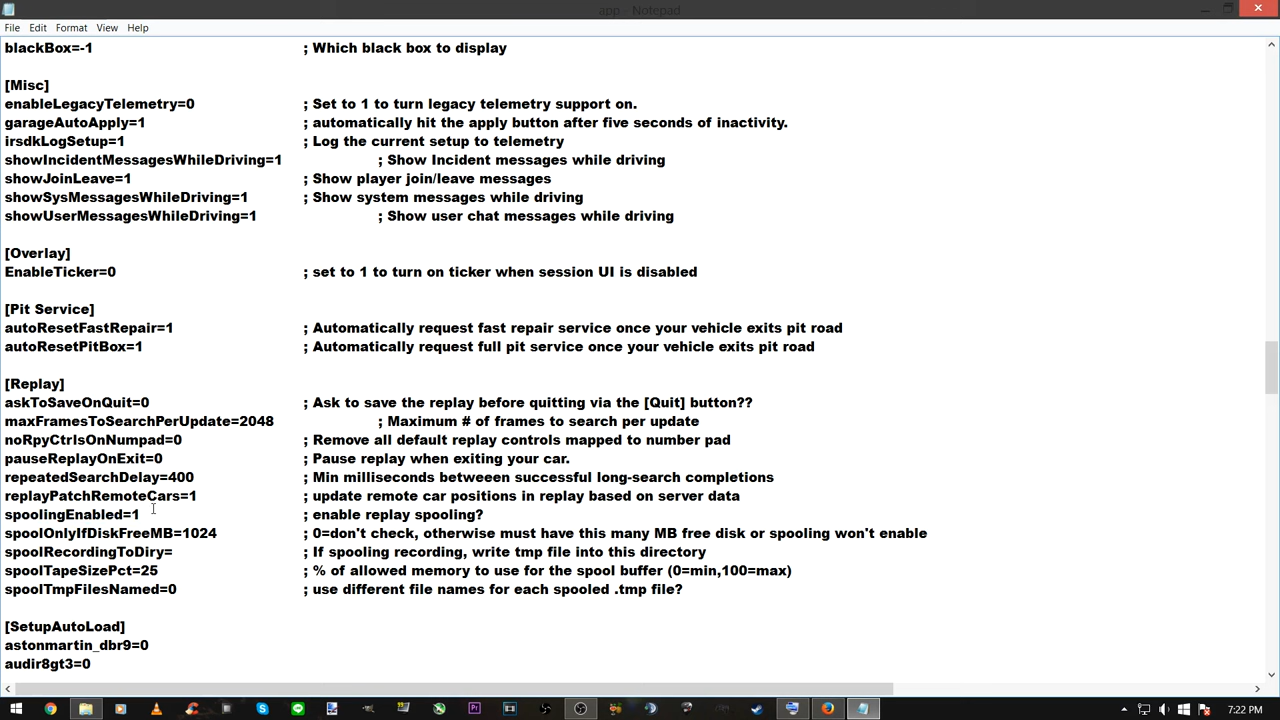 app - Notepad
File Edit Format View Help
blackBox=-1 ; Which black box to display
[Misc]
enableLegacyTelemetry=0 ; Set to 1 to turn legacy telemetry support on.
garageAutoApply=1 ; automatically hit the apply button after five seconds of inactivity.
irsdkLogSetup=1 ; Log the current setup to telemetry
showIncidentMessagesWhileDriving=1 ; Show Incident messages while driving
showJoinLeave=1 ; Show player join/leave messages
showSysMessagesWhileDriving=1 ; Show system messages while driving
showUserMessagesWhileDriving=1 ; Show user chat messages while driving
[Overlay]
EnableTicker=0 ; set to 1 to turn on ticker when session UI is disabled
[Pit Service]
autoResetFastRepair=1 ; Automatically request fast repair service once your vehicle exits pit road
autoResetPitBox=1 ; Automatically request full pit service once your vehicle exits pit road
[Replay]
askToSaveOnQuit=0 ; Ask to save the replay before quitting via the [Quit] button??
maxFramesToSearchPerUpdate=2048 ; Maximum # of frames to search per update
noRpyCtrlsOnNumpad=0 ; Remove all default replay controls mapped to number pad
pauseReplayOnExit=0 ; Pause replay when exiting your car.
repeatedSearchDelay=400 ; Min milliseconds betweeen successful long-search completions
replayPatchRemoteCars=1 ; update remote car positions in replay based on server data
spoolingEnabled=1 ; enable replay spooling?
spoolOnlyIfDiskFreeMB=1024 ; 0=don't check, otherwise must have this many MB free disk or spooling won't enable
spoolRecordingToDiry= ; If spooling recording, write tmp file into this directory
spoolTapeSizePct=25 ; % of allowed memory to use for the spool buffer (0=min,100=max)
spoolTmpFilesNamed=0 ; use different file names for each spooled .tmp file?
[SetupAutoLoad]
astonmartin_dbr9=0
audir8gt3=0
7:22 PM